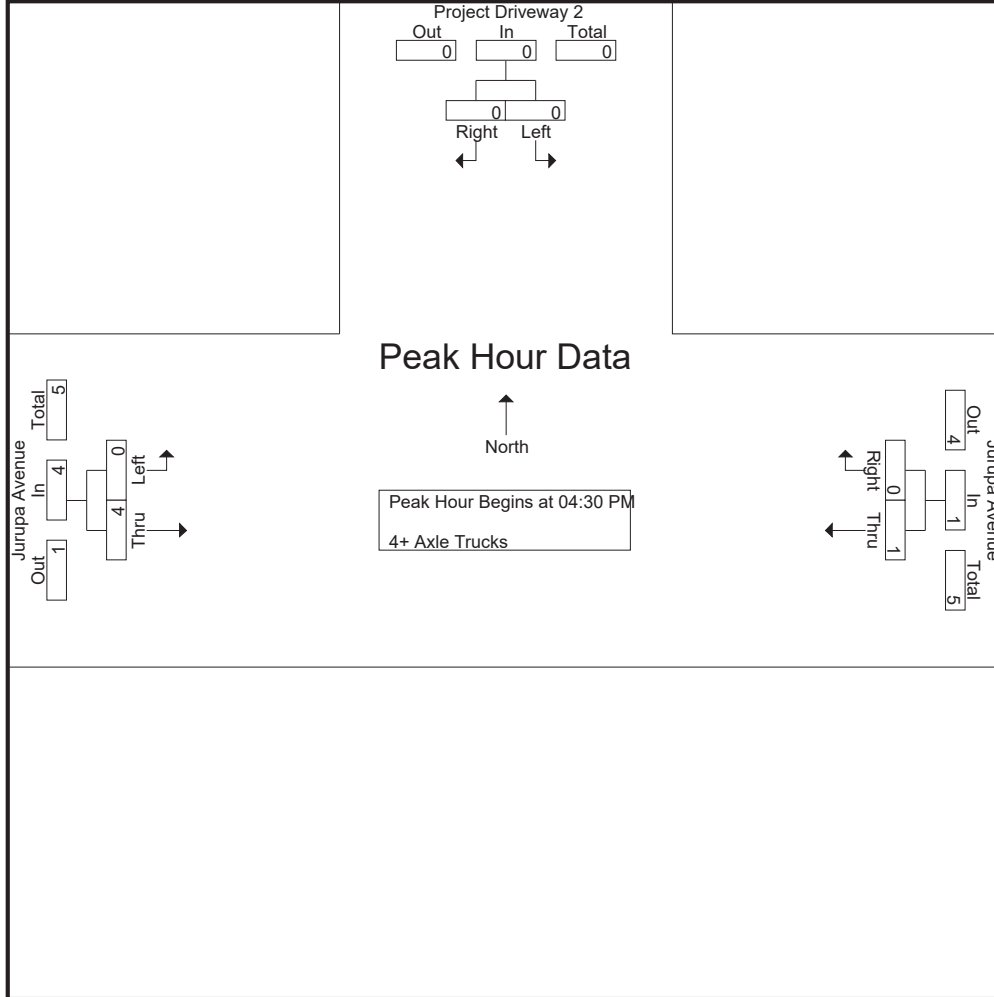 Project Driveway 2
Out In Total
0 0 0
0 0
Right Left
Peak Hour Data
North
Peak Hour Begins at 04:30 PM
4+ Axle Trucks
Jurupa Avenue
Out In Total
1 4 5
Left Thru
0 4
Jurupa Avenue
Out In Total
4 1 5
Right Thru
0 1